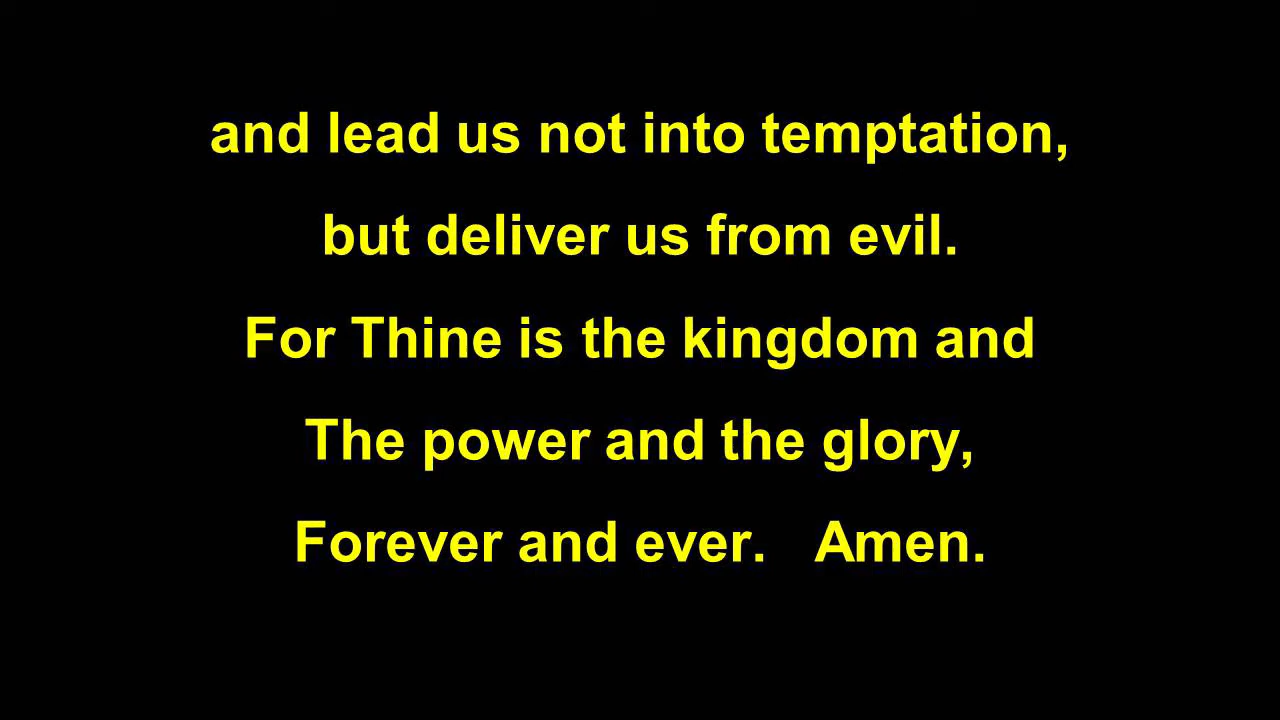 and lead us not into temptation,
but deliver us from evil.
For Thine is the kingdom and
The power and the glory,
Forever and ever. Amen.